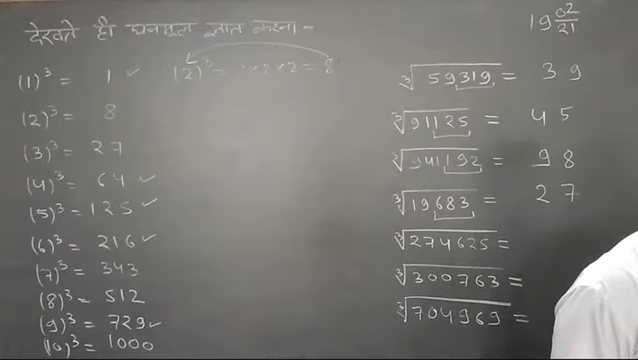 देखते ही घनमूल ज्ञात करना -
19 02/21
(1)³ = 1 ✓
(2)³ = 8
(3)³ = 27
(4)³ = 64 ✓
(5)³ = 125 ✓
(6)³ = 216 ✓
(7)³ = 343
(8)³ = 512
(9)³ = 729 ✓
(10)³ = 1000
(2)³ = 2 × 2 × 2 = 8
∛59319 = 39
∛91125 = 45
∛941192 = 98
∛19683 = 27
∛274625 =
∛300763 =
∛704969 =